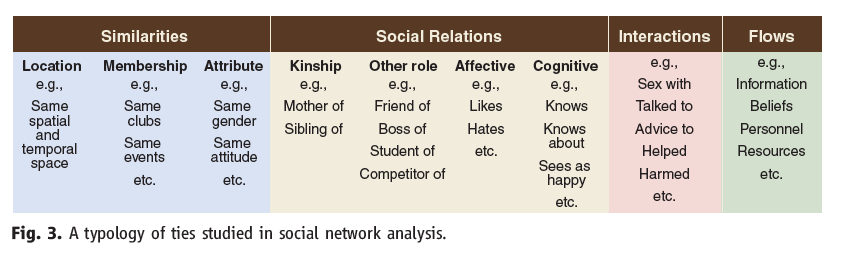 Similarities
Social Relations
Interactions
Flows
Location
e.g.,
Same
spatial
and
temporal
space
Membership
e.g.,
Same
clubs
Same
events
etc.
Attribute
e.g.,
Same
gender
Same
attitude
etc.
Kinship
e.g.,
Mother of
Sibling of
Other role
e.g.,
Friend of
Boss of
Student of
Competitor of
Affective
e.g.,
Likes
Hates
etc.
Cognitive
e.g.,
Knows
Knows
about
Sees as
happy
etc.
e.g.,
Sex with
Talked to
Advice to
Helped
Harmed
etc.
e.g.,
Information
Beliefs
Personnel
Resources
etc.
Fig. 3. A typology of ties studied in social network analysis.